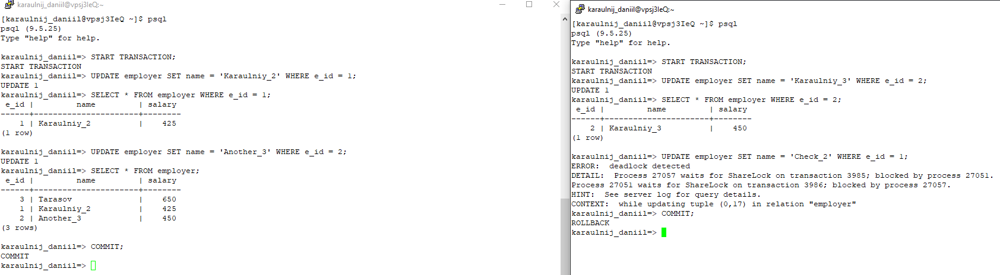 karaulnij_daniil@vpsj3IeQ:~
[karaulnij_daniil@vpsj3IeQ ~]$ psql
psql (9.5.25)
Type "help" for help.
karaulnij_daniil=> START TRANSACTION;
START TRANSACTION
karaulnij_daniil=> UPDATE employer SET name = 'Karaulniy_2' WHERE e_id = 1;
UPDATE 1
karaulnij_daniil=> SELECT * FROM employer WHERE e_id = 1;
 e_id |         name         | salary
------+----------------------+--------
    1 | Karaulniy_2          |    425
(1 row)
karaulnij_daniil=> UPDATE employer SET name = 'Another_3' WHERE e_id = 2;
UPDATE 1
karaulnij_daniil=> SELECT * FROM employer;
 e_id |         name         | salary
------+----------------------+--------
    3 | Tarasov              |    650
    1 | Karaulniy_2          |    425
    2 | Another_3            |    450
(3 rows)
karaulnij_daniil=> COMMIT;
COMMIT
karaulnij_daniil=>
karaulnij_daniil@vpsj3IeQ:~
[karaulnij_daniil@vpsj3IeQ ~]$ psql
psql (9.5.25)
Type "help" for help.
karaulnij_daniil=> START TRANSACTION;
START TRANSACTION
karaulnij_daniil=> UPDATE employer SET name = 'Karaulniy_3' WHERE e_id = 2;
UPDATE 1
karaulnij_daniil=> SELECT * FROM employer WHERE e_id = 2;
 e_id |         name         | salary
------+----------------------+--------
    2 | Karaulniy_3          |    450
(1 row)
karaulnij_daniil=> UPDATE employer SET name = 'Check_2' WHERE e_id = 1;
ERROR:  deadlock detected
DETAIL:  Process 27057 waits for ShareLock on transaction 3985; blocked by process 27051.
Process 27051 waits for ShareLock on transaction 3986; blocked by process 27057.
HINT:  See server log for query details.
CONTEXT:  while updating tuple (0,17) in relation "employer"
karaulnij_daniil=> COMMIT;
ROLLBACK
karaulnij_daniil=>